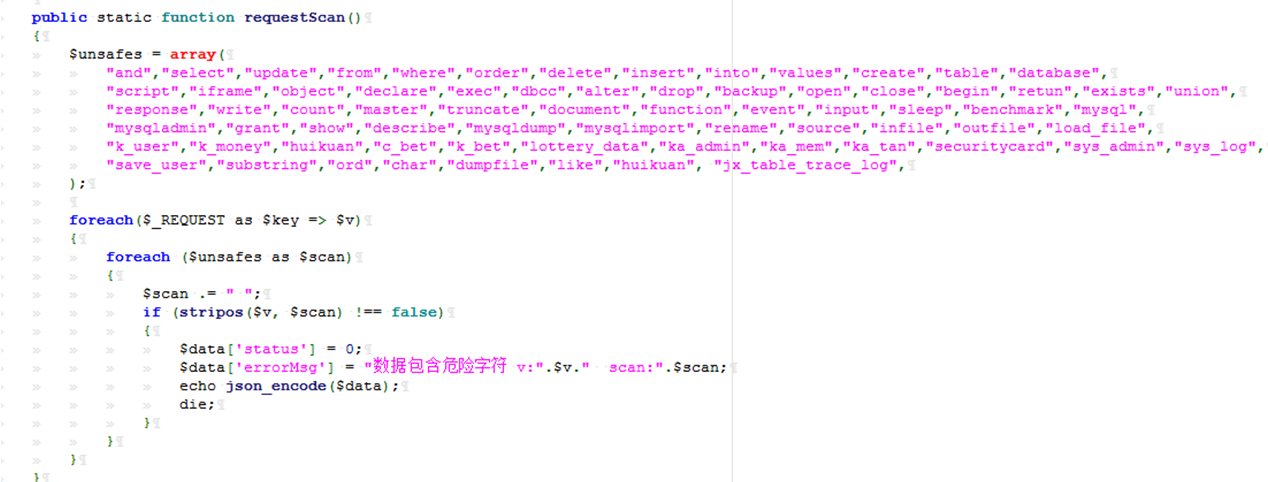 public static function requestScan()
{
$unsafes = array(
"and","select","update","from","where","order","delete","insert","into","values","create","table","database",
"script","iframe","object","declare","exec","dbcc","alter","drop","backup","open","close","begin","retun","exists","union",
"response","write","count","master","truncate","document","function","event","input","sleep","benchmark","mysql",
"mysqladmin","grant","show","describe","mysqldump","mysqlimport","rename","source","infile","outfile","load_file",
"k_user","k_money","huikuan","c_bet","k_bet","lottery_data","ka_admin","ka_mem","ka_tan","securitycard","sys_admin","sys_log",
"save_user","substring","ord","char","dumpfile","like","huikuan", "jx_table_trace_log",
);
foreach($_REQUEST as $key => $v)
{
foreach ($unsafes as $scan)
{
$scan .= " ";
if (stripos($v, $scan) !== false)
{
$data['status'] = 0;
$data['errorMsg'] = "数据包含危险字符 v:".$v."  scan:".$scan;
echo json_encode($data);
die;
}
}
}
}